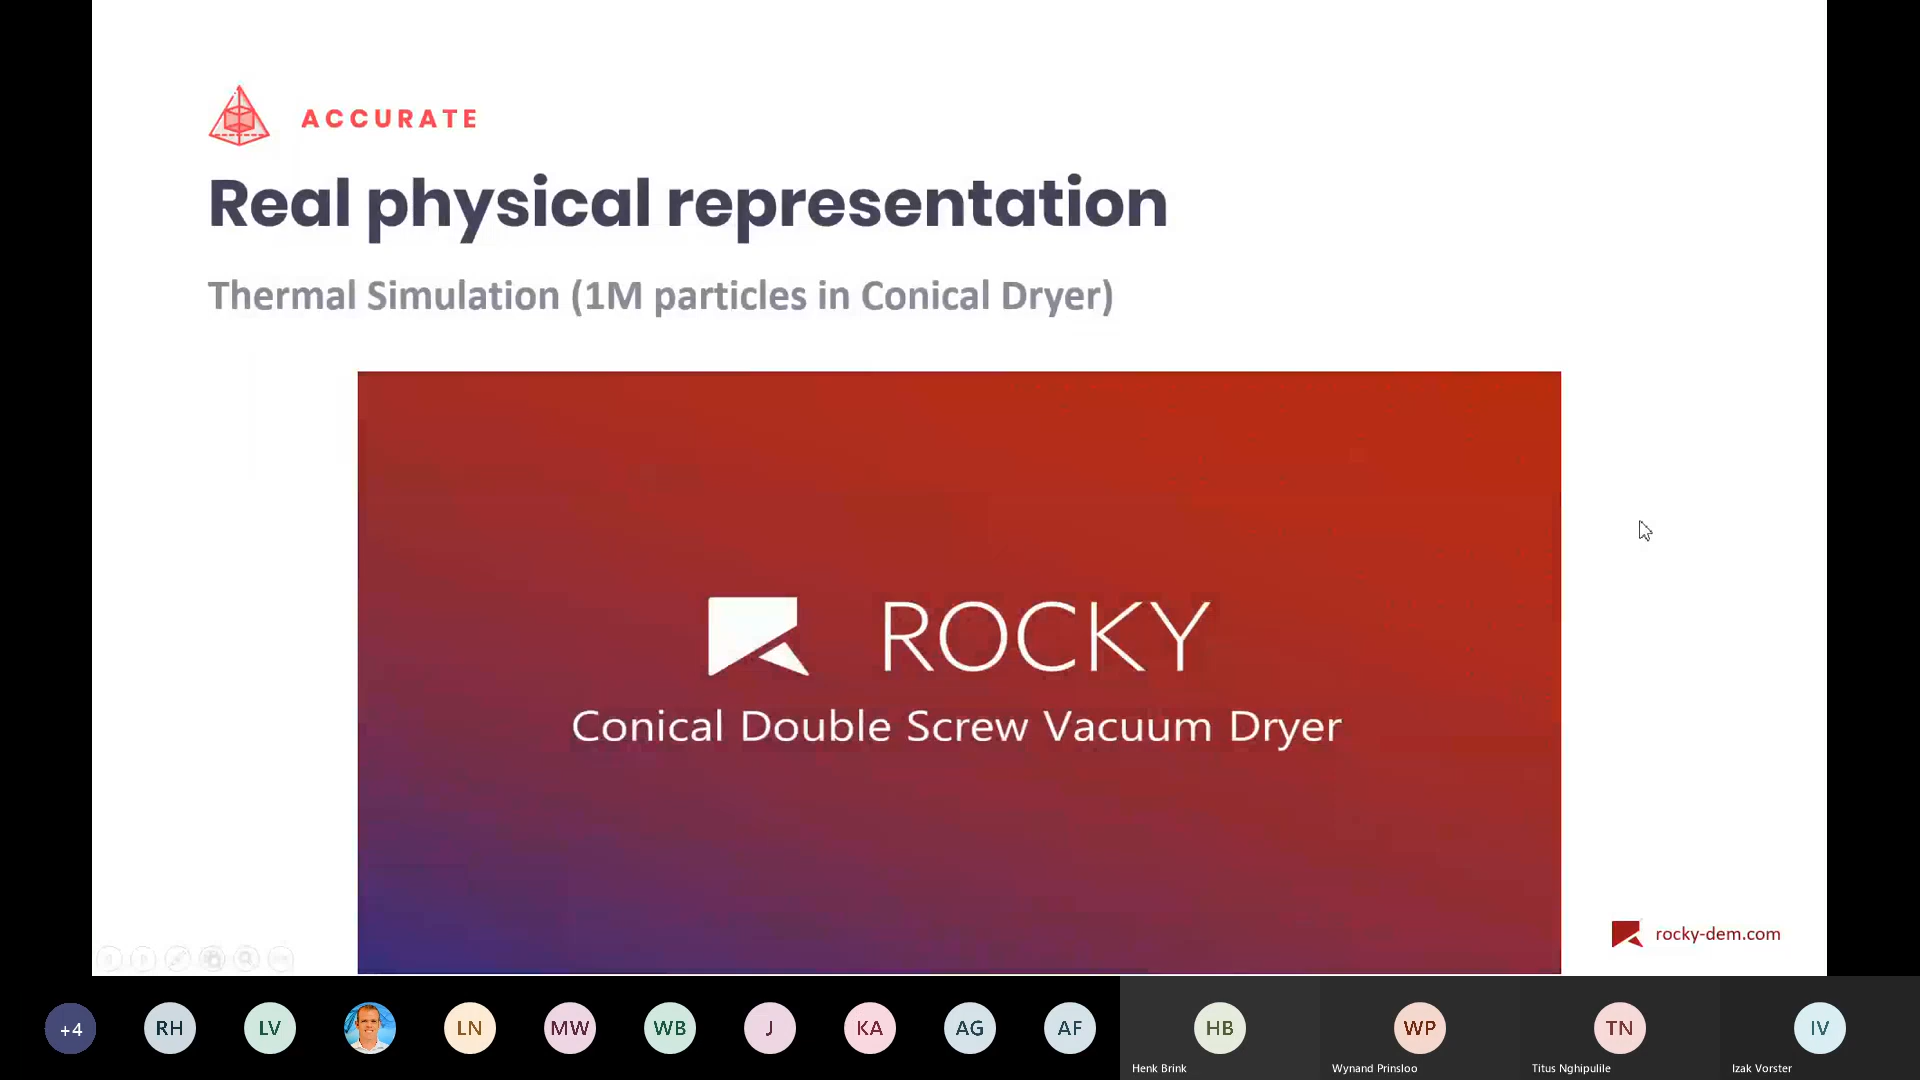 ACCURATE
Real physical representation
Thermal Simulation (1M particles in Conical Dryer)
ROCKY
Conical Double Screw Vacuum Dryer
rocky-dem.com
+4
RH
LV
LN
MW
WB
J
KA
AG
AF
HB
WP
TN
IV
Henk Brink
Wynand Prinsloo
Titus Nghipulile
Izak Vorster